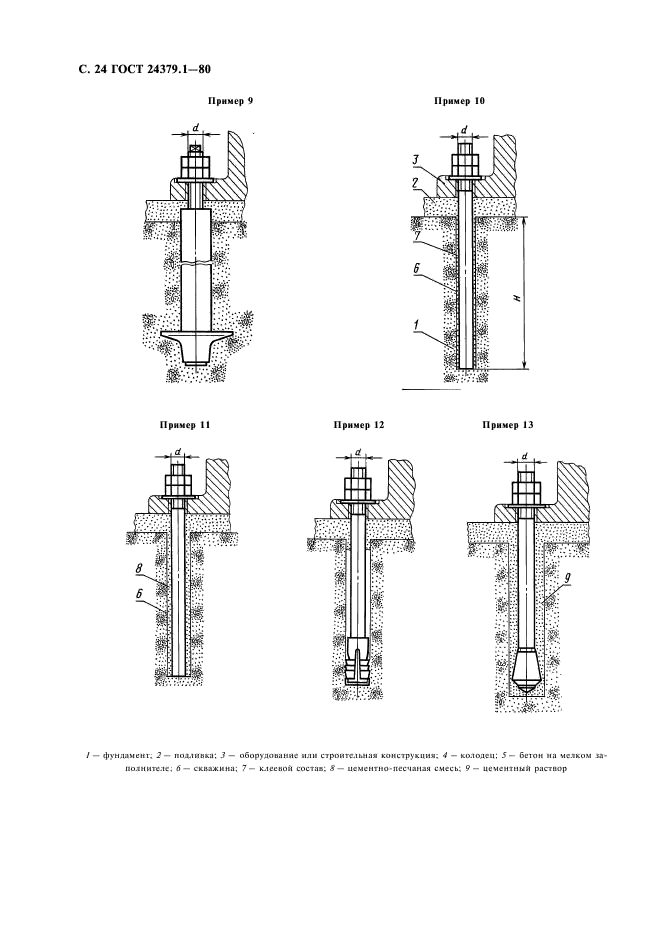 С. 24 ГОСТ 24379.1—80
Пример 9
Пример 10
d
d
3
2
7
6
1
H
Пример 11
Пример 12
Пример 13
d
d
d
8
6
9
1 — фундамент; 2 — подливка; 3 — оборудование или строительная конструкция; 4 — колодец; 5 — бетон на мелком за-
полнителе; 6 — скважина; 7 — клеевой состав; 8 — цементно-песчаная смесь; 9 — цементный раствор